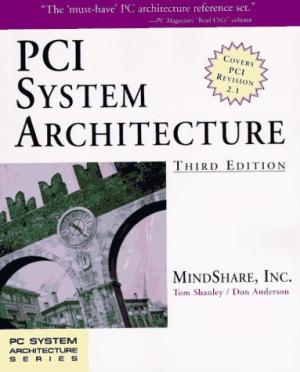 "The 'must-have' PC architecture reference set."
—PC Magazine's "Read Only" column
PCI
SYSTEM
ARCHITECTURE
COVERS
PCI
REVISION
2.1
THIRD EDITION
MINDSHARE, INC.
Tom Shanley / Don Anderson
PC SYSTEM
ARCHITECTURE
SERIES